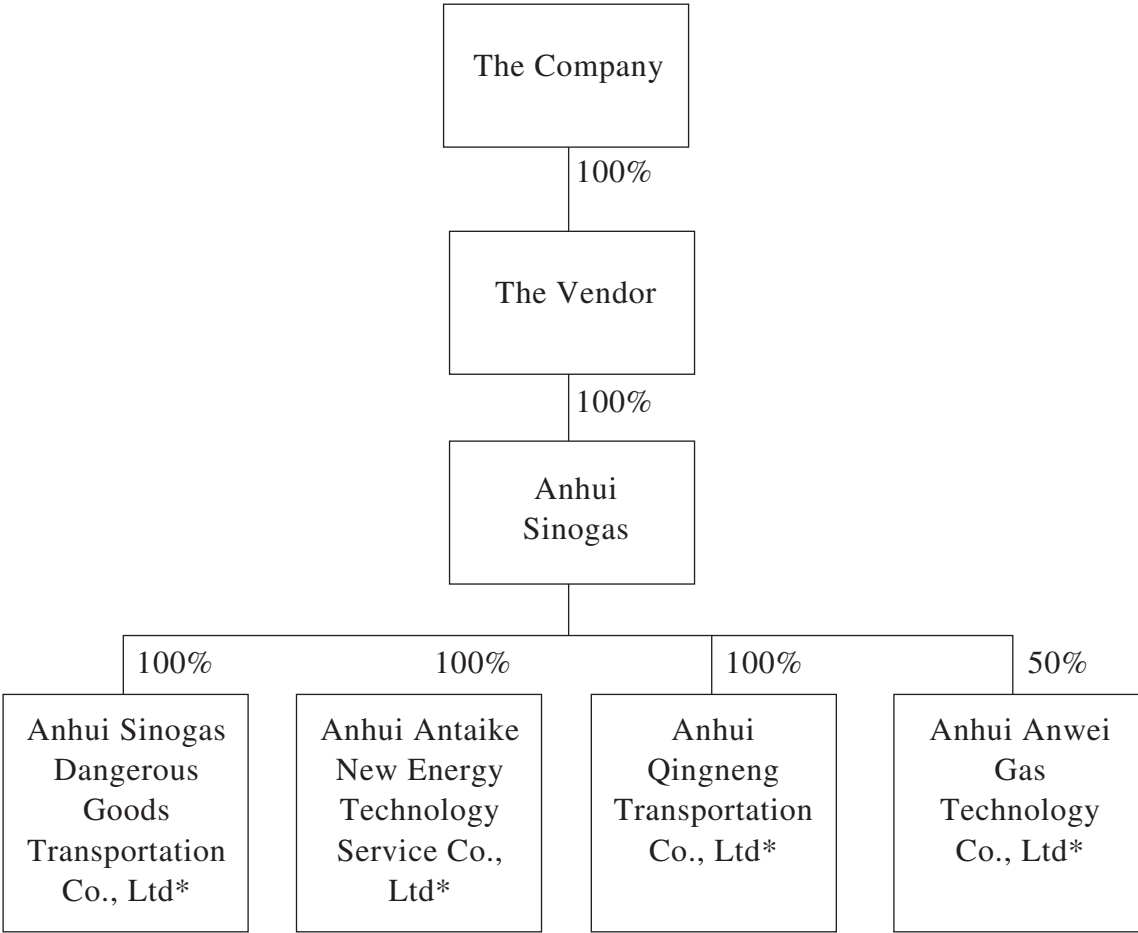 The Company
100%
The Vendor
100%
Anhui
Sinogas
100%
100%
100%
50%
Anhui Sinogas
Dangerous
Goods
Transportation
Co., Ltd*
Anhui Antaike
New Energy
Technology
Service Co.,
Ltd*
Anhui
Qingneng
Transportation
Co., Ltd*
Anhui Anwei
Gas
Technology
Co., Ltd*